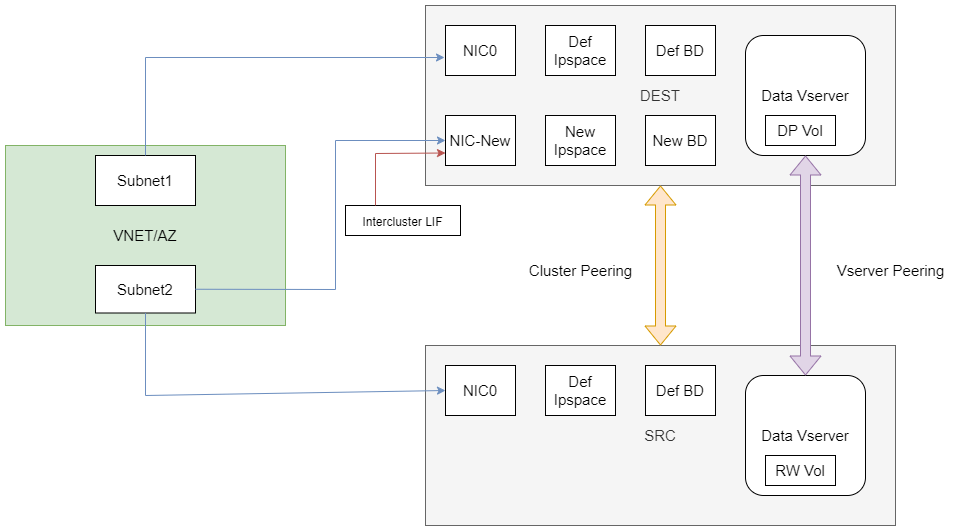 NIC0
Def
Ipspace
Def BD
DEST
Data Vserver
DP Vol
NIC-New
New
Ipspace
New BD
Subnet1
VNET/AZ
Subnet2
Intercluster LIF
Cluster Peering
Vserver Peering
NIC0
Def
Ipspace
Def BD
SRC
Data Vserver
RW Vol